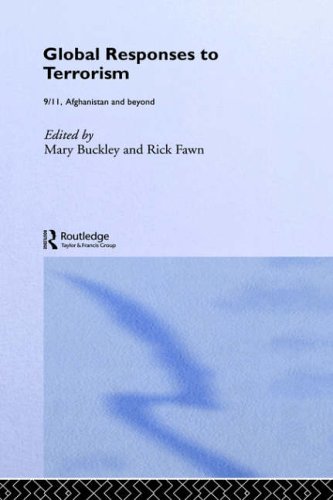 Global Responses to
Terrorism
9/11, Afghanistan and beyond
Edited by
Mary Buckley and Rick Fawn
Routledge
Taylor & Francis Group